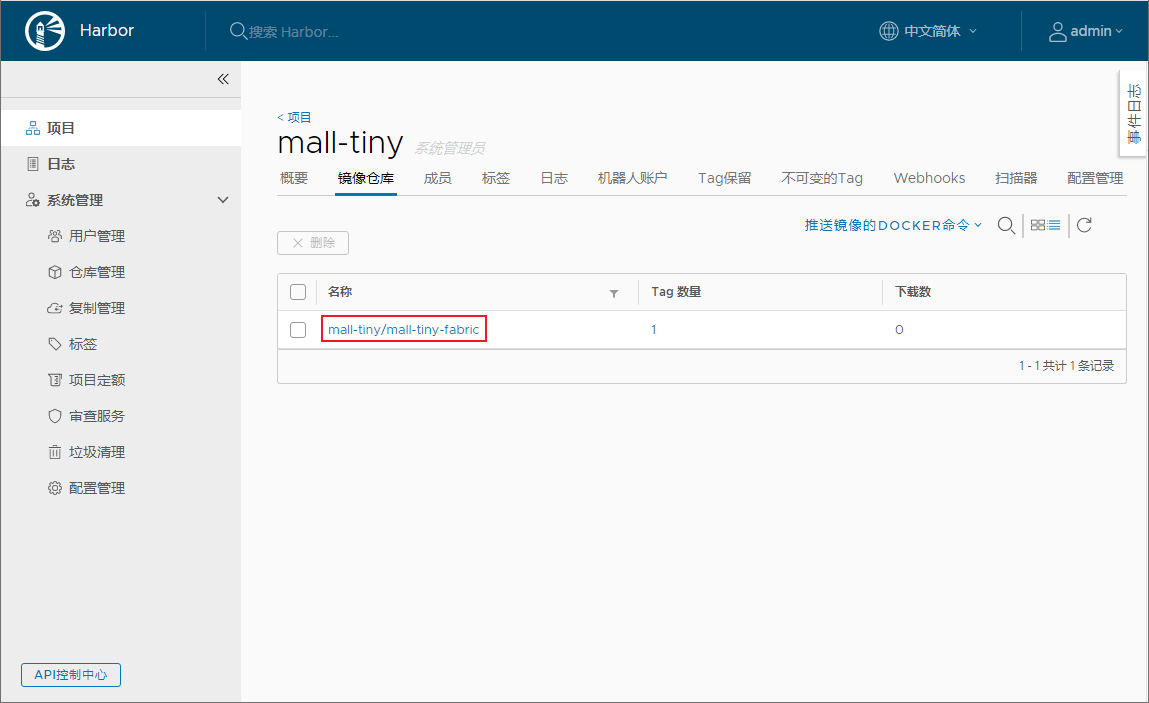 Harbor
搜索 Harbor...
中文简体
admin
事件日志
项目
日志
系统管理
用户管理
仓库管理
复制管理
标签
项目定额
审查服务
垃圾清理
配置管理
API控制中心
< 项目
mall-tiny 系统管理员
概要 镜像仓库 成员 标签 日志 机器人账户 Tag保留 不可变的Tag Webhooks 扫描器 配置管理
推送镜像的DOCKER命令
删除
名称 Tag 数量 下载数
mall-tiny/mall-tiny-fabric 1 0
1 - 1 共计 1 条记录